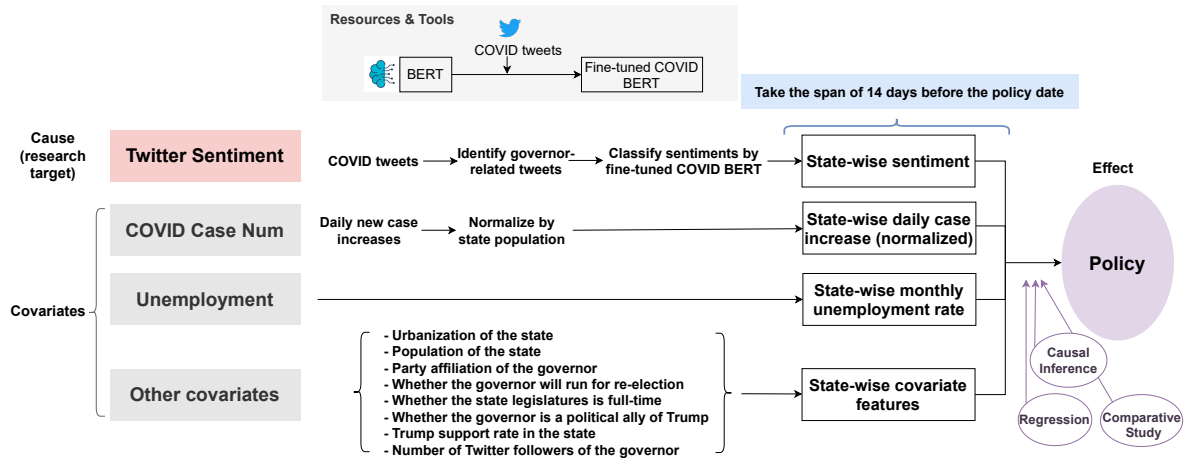 Resources & Tools
COVID tweets
BERT
Fine-tuned COVID
BERT
Take the span of 14 days before the policy date
Cause
(research
target)
Twitter Sentiment
COVID tweets
Identify governor-
related tweets
Classify sentiments by
fine-tuned COVID BERT
State-wise sentiment
Effect
Covariates
COVID Case Num
Daily new case
increases
Normalize by
state population
State-wise daily case
increase (normalized)
Policy
Unemployment
State-wise monthly
unemployment rate
Other covariates
- Urbanization of the state
- Population of the state
- Party affiliation of the governor
- Whether the governor will run for re-election
- Whether the state legislatures is full-time
- Whether the governor is a political ally of Trump
- Trump support rate in the state
- Number of Twitter followers of the governor
State-wise covariate
features
Causal
Inference
Regression
Comparative
Study